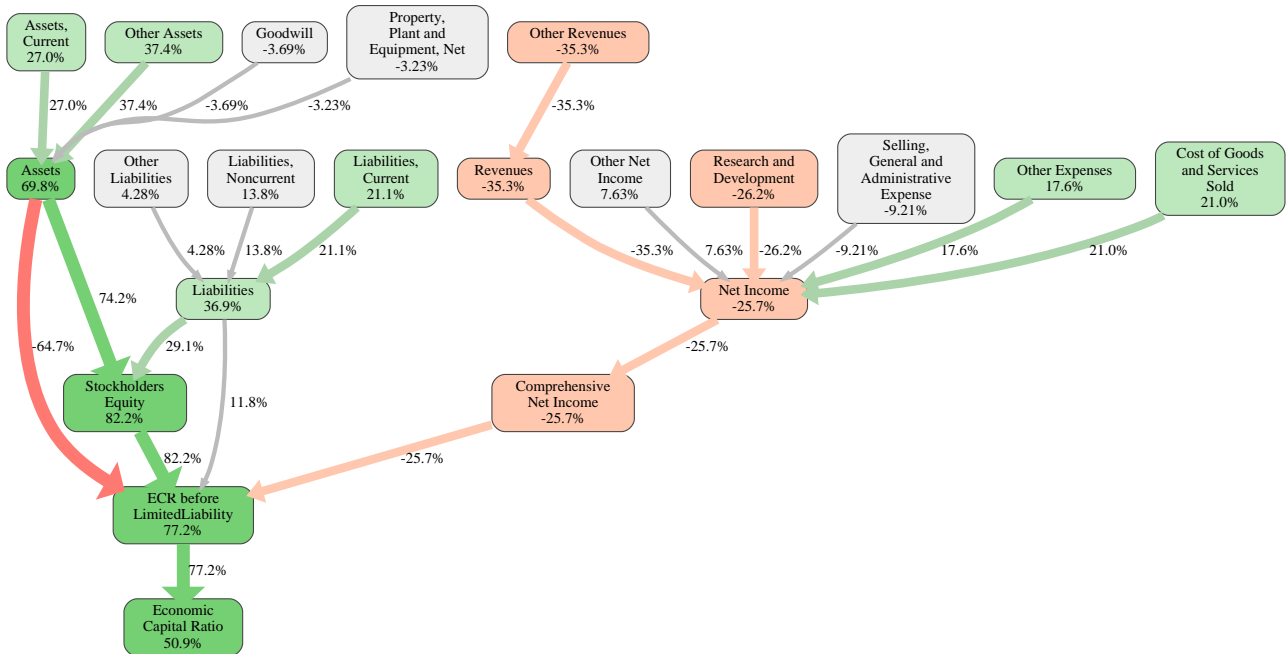 Assets,
Current
27.0%
Other Assets
37.4%
Goodwill
-3.69%
Property,
Plant and
Equipment, Net
-3.23%
Other Revenues
-35.3%
27.0%
37.4%
-3.69%
-3.23%
-35.3%
Assets
69.8%
Other
Liabilities
4.28%
Liabilities,
Noncurrent
13.8%
Liabilities,
Current
21.1%
Revenues
-35.3%
Other Net
Income
7.63%
Research and
Development
-26.2%
Selling,
General and
Administrative
Expense
-9.21%
Other Expenses
17.6%
Cost of Goods
and Services
Sold
21.0%
4.28%
13.8%
21.1%
-35.3%
7.63%
-26.2%
-9.21%
17.6%
21.0%
74.2%
Liabilities
36.9%
Net Income
-25.7%
-64.7%
29.1%
-25.7%
Stockholders
Equity
82.2%
11.8%
Comprehensive
Net Income
-25.7%
82.2%
-25.7%
ECR before
LimitedLiability
77.2%
77.2%
Economic
Capital Ratio
50.9%